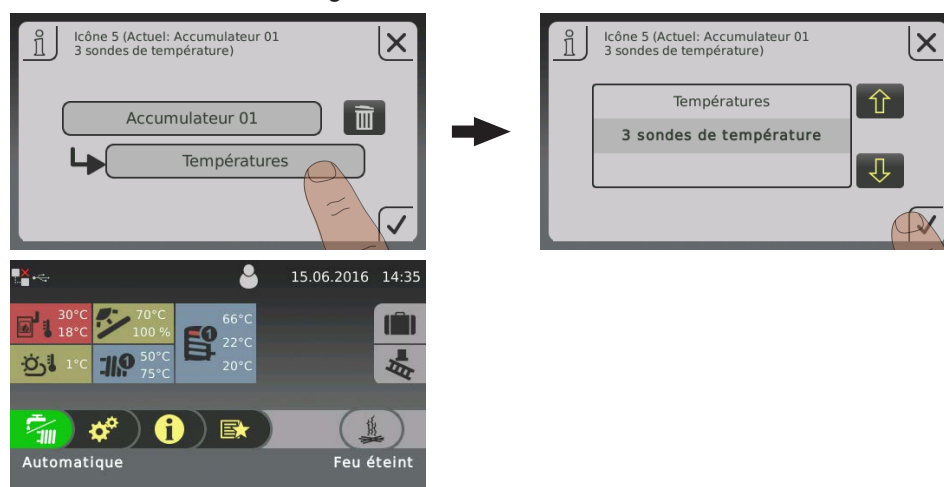 Icône 5 (Actuel: Accumulateur 01
3 sondes de température)
Accumulateur 01
Températures
Icône 5 (Actuel: Accumulateur 01
3 sondes de température)
Températures
3 sondes de température
15.06.2016 14:35
30°C
18°C
70°C
100 %
66°C
22°C
20°C
1
1°C
1
50°C
75°C
Automatique
Feu éteint